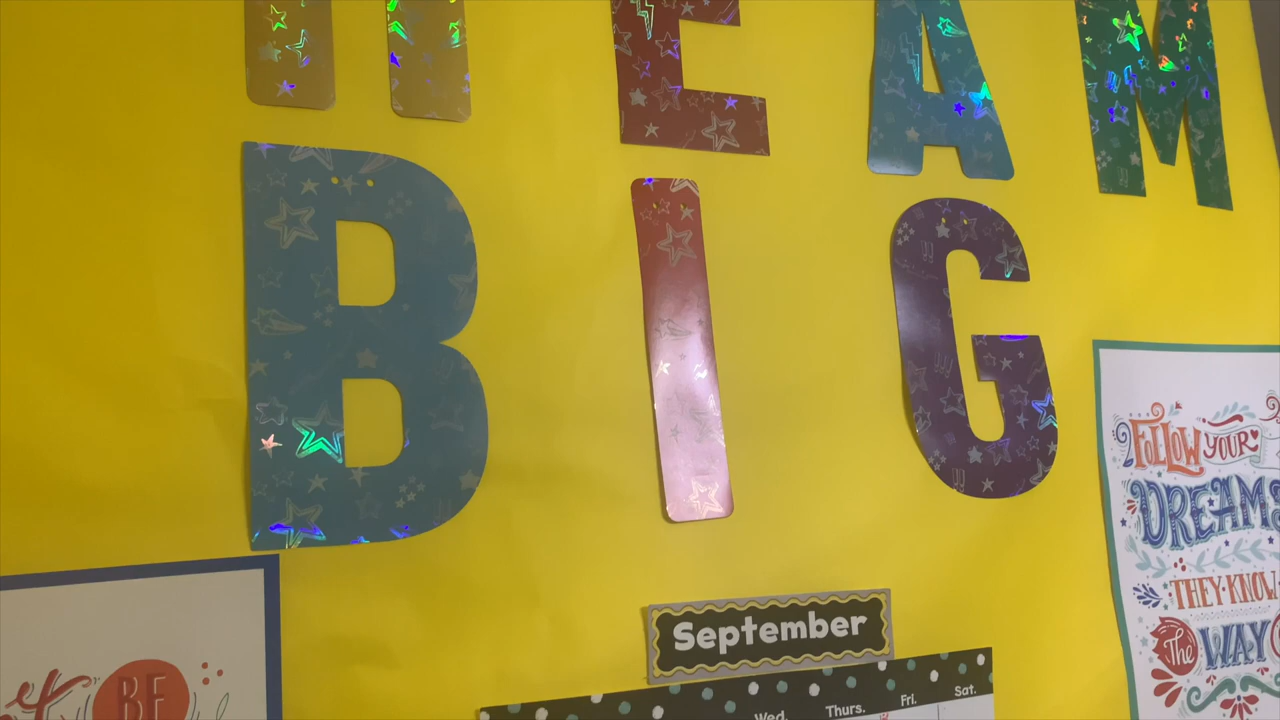 EAM
BIG
September
Wed. Thurs. Fri. Sat.
FOLLOW YOUR
DREAMS
THEY KNOW
The WAY
BE